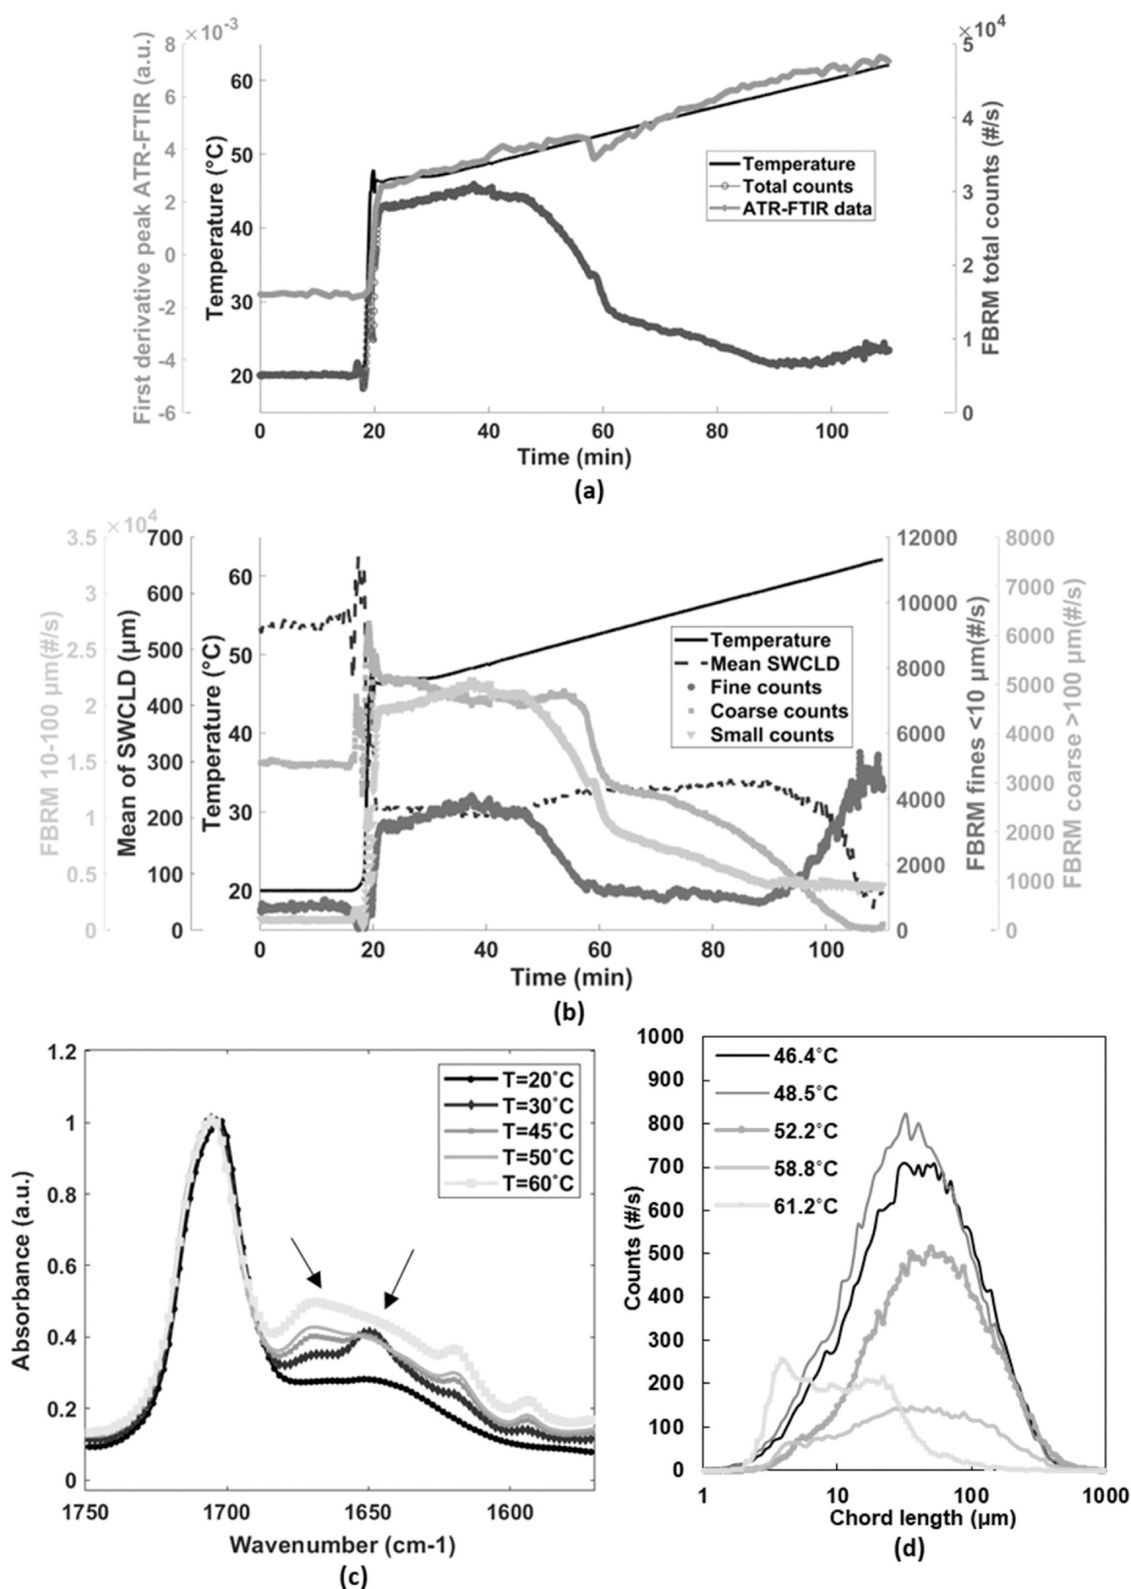 ×10⁻³
×10⁴
First derivative peak ATR-FTIR (a.u.)
8
6
4
2
0
-2
-4
-6
Temperature (°C)
60
50
40
30
20
Temperature
Total counts
ATR-FTIR data
5
4
3
2
1
0
FBRM total counts (#/s)
0 20 40 60 80 100
Time (min)
(a)
×10⁴
FBRM 10-100 µm(#/s)
3.5
3
2.5
2
1.5
1
0.5
0
Mean of SWCLD (µm)
700
600
500
400
300
200
100
0
Temperature (°C)
60
50
40
30
20
Temperature
Mean SWCLD
Fine counts
Coarse counts
Small counts
12000
10000
8000
6000
4000
2000
0
FBRM fines <10 µm(#/s)
8000
7000
6000
5000
4000
3000
2000
1000
0
FBRM coarse >100 µm(#/s)
0 20 40 60 80 100
Time (min)
(b)
Absorbance (a.u.)
1.2
1
0.8
0.6
0.4
0.2
0
T=20°C
T=30°C
T=45°C
T=50°C
T=60°C
1750 1700 1650 1600
Wavenumber (cm-1)
(c)
Counts (#/s)
1000
900
800
700
600
500
400
300
200
100
0
46.4°C
48.5°C
52.2°C
58.8°C
61.2°C
1 10 100 1000
Chord length (µm)
(d)